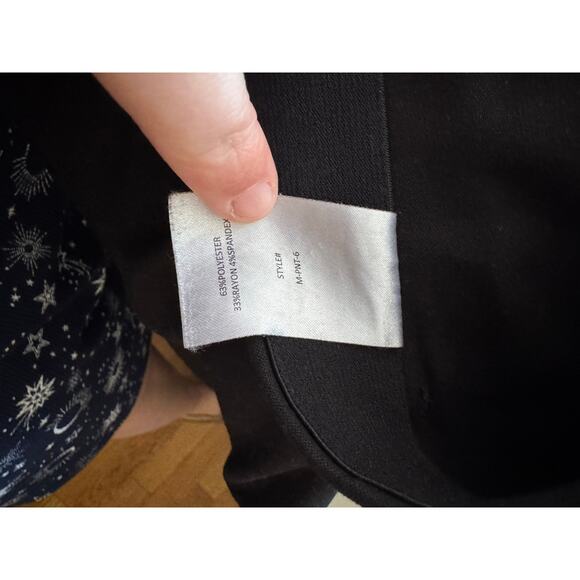 63%POLYESTER
33%RAYON 4%SPANDEX
STYLE#
M-PNT-6